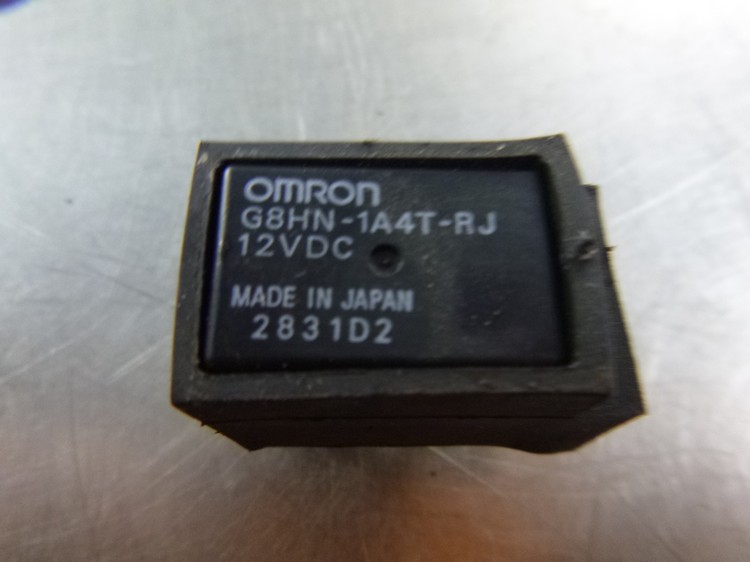 OMRON
G8HN-1A4T-RJ
12VDC
MADE IN JAPAN
2831D2